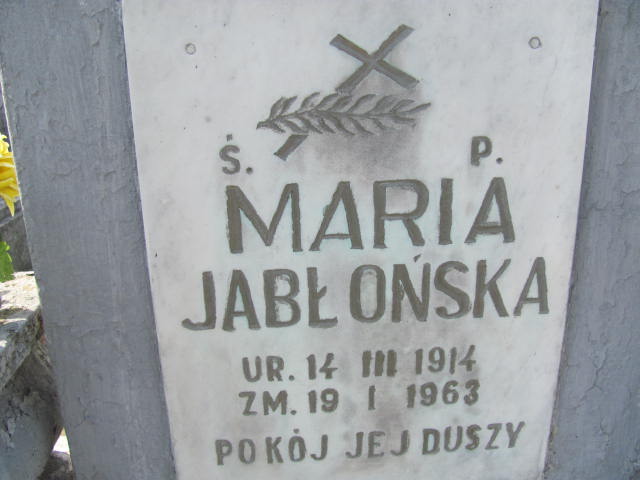 Ś. P.
MARIA
JABŁOŃSKA
UR. 14 III 1914
ZM. 19 I 1963
POKÓJ JEJ DUSZY